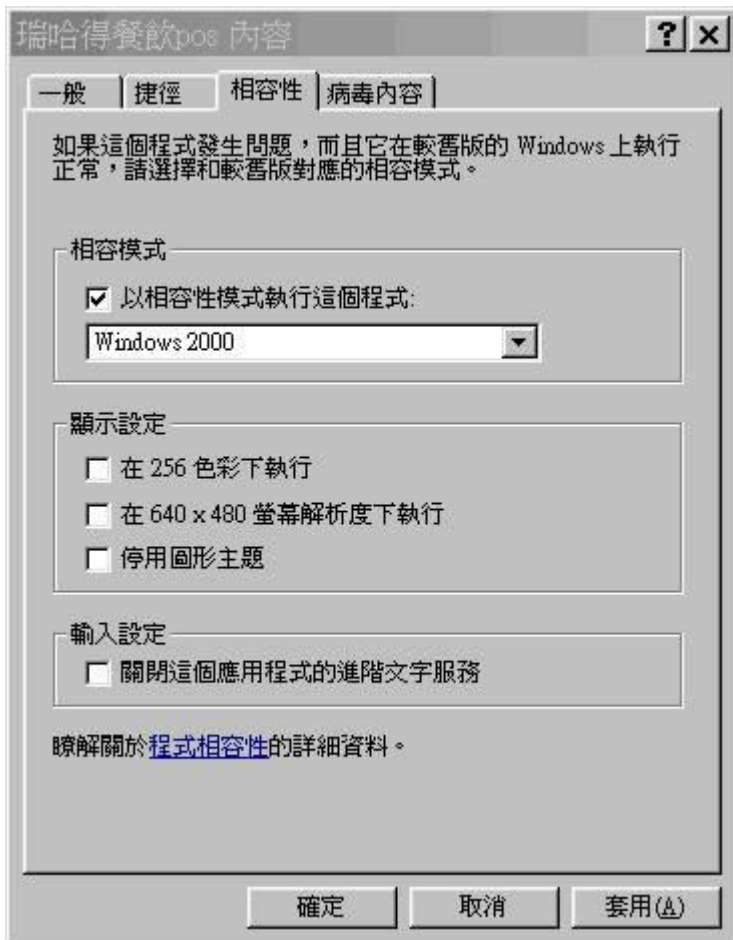 瑞哈得餐飲pos 內容
一般 捷徑 相容性 病毒內容
如果這個程式發生問題，而且它在較舊版的 Windows 上執行
正常，請選擇和較舊版對應的相容模式。
相容模式
以相容性模式執行這個程式:
Windows 2000
顯示設定
在 256 色彩下執行
在 640 x 480 螢幕解析度下執行
停用圖形主題
輸入設定
關閉這個應用程式的進階文字服務
瞭解關於程式相容性的詳細資料。
確定 取消 套用(A)